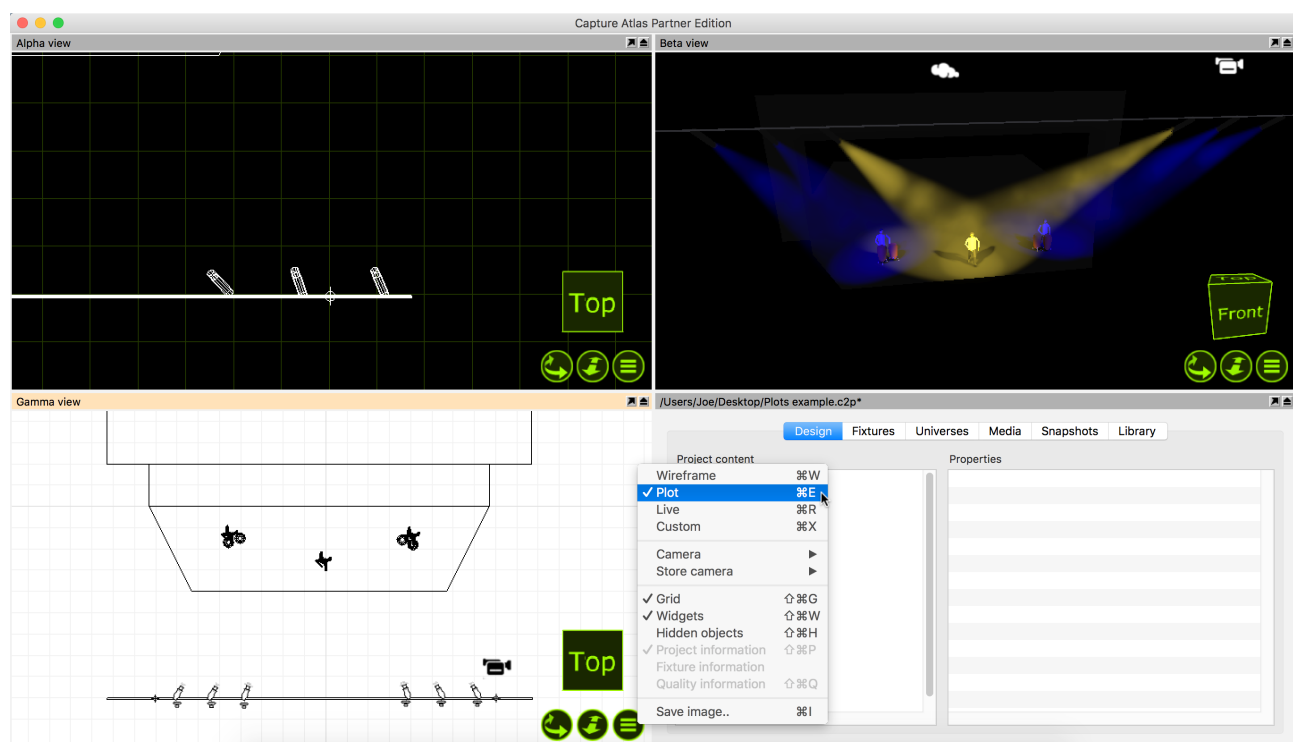 Capture Atlas Partner Edition
Alpha view
Beta view
Top
Top
Front
Gamma view
/Users/Joe/Desktop/Plots example.c2p*
Design Fixtures Universes Media Snapshots Library
Project content
Properties
Wireframe ⌘W
✓ Plot ⌘E
Live ⌘R
Custom ⌘X
Camera ▶
Store camera ▶
✓ Grid ⇧⌘G
✓ Widgets ⇧⌘W
Hidden objects ⇧⌘H
✓ Project information ⇧⌘P
Fixture information
Quality information ⇧⌘Q
Save image.. ⌘I
Top